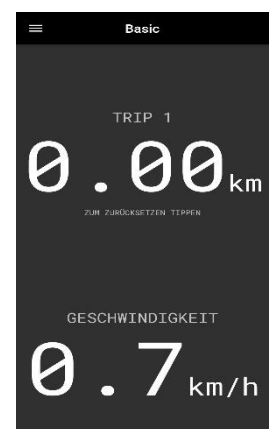 Basic
TRIP 1
0.00km
ZUM ZURÜCKSETZEN TIPPEN
GESCHWINDIGKEIT
0.7km/h